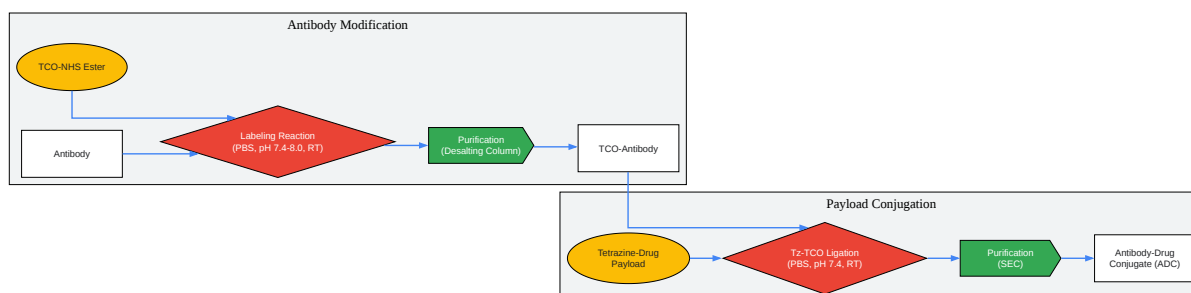 Antibody Modification
TCO-NHS Ester
Antibody
Labeling Reaction
(PBS, pH 7.4-8.0, RT)
Purification
(Desalting Column)
TCO-Antibody
Payload Conjugation
Tetrazine-Drug
Payload
Tz-TCO Ligation
(PBS, pH 7.4, RT)
Purification
(SEC)
Antibody-Drug
Conjugate (ADC)